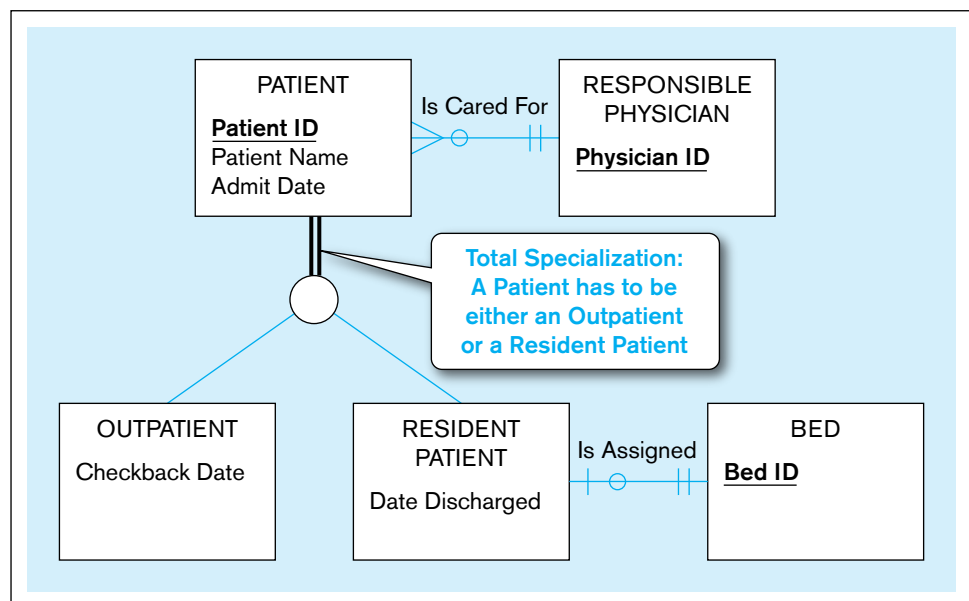 PATIENT
Patient ID
Patient Name
Admit Date
Is Cared For
RESPONSIBLE
PHYSICIAN
Physician ID
Total Specialization:
A Patient has to be
either an Outpatient
or a Resident Patient
OUTPATIENT
Checkback Date
RESIDENT
PATIENT
Date Discharged
Is Assigned
BED
Bed ID